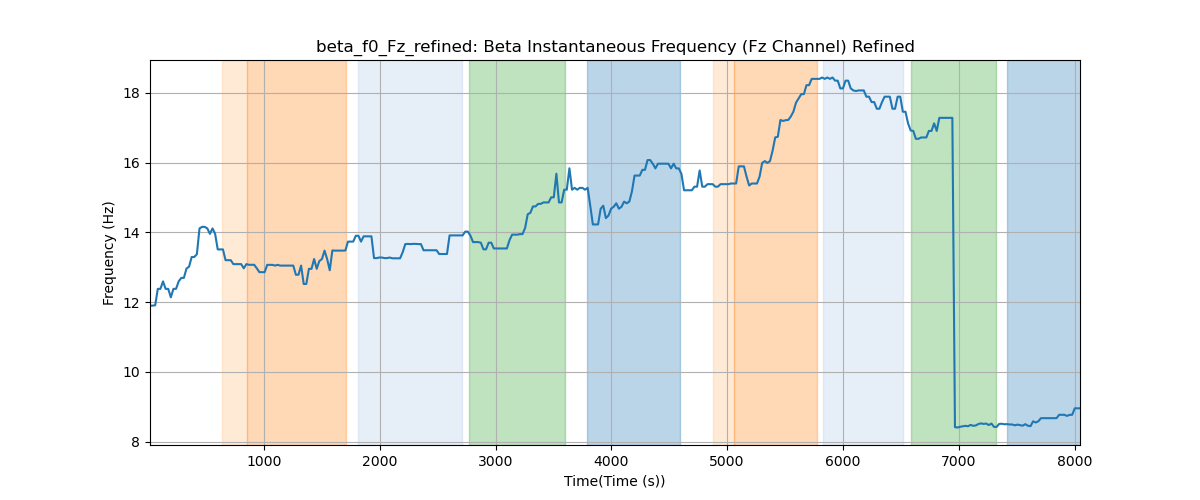 beta_f0_Fz_refined: Beta Instantaneous Frequency (Fz Channel) Refined
Frequency (Hz)
18
16
14
12
10
8
1000 2000 3000 4000 5000 6000 7000 8000
Time(Time (s))